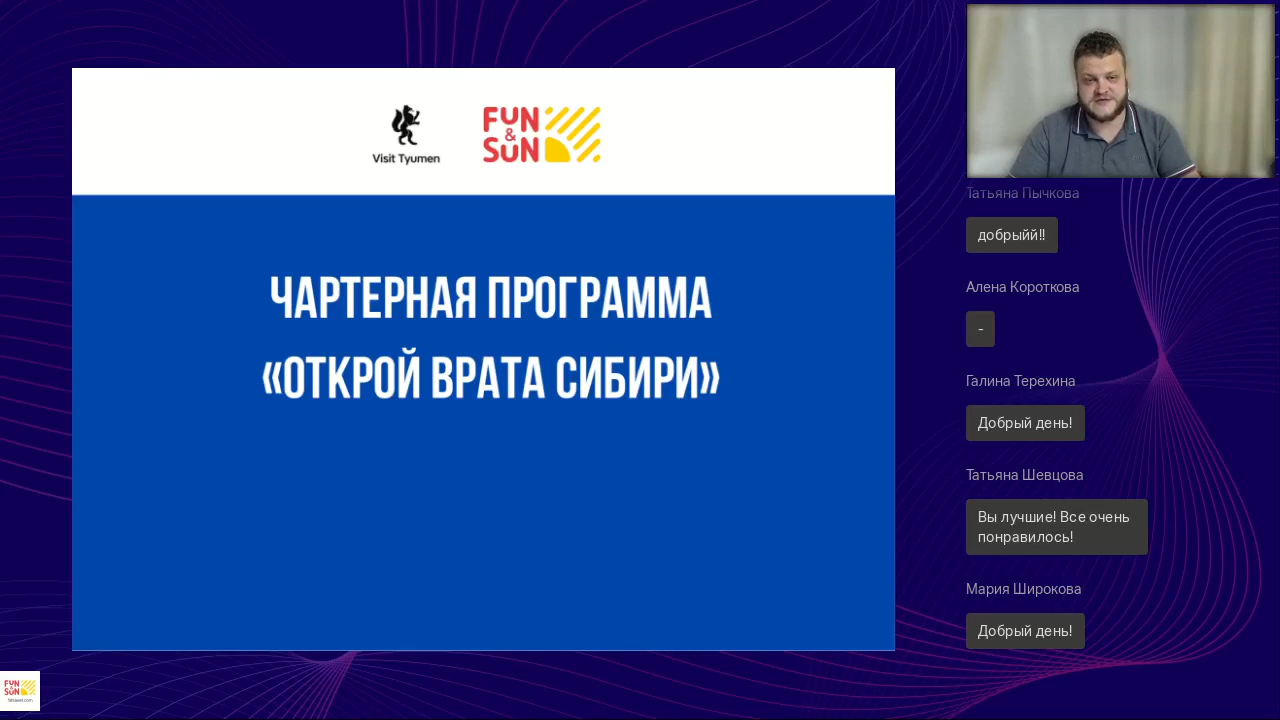 Visit Tyumen
FUN
&
SUN
ЧАРТЕРНАЯ ПРОГРАММА
«ОТКРОЙ ВРАТА СИБИРИ»
Татьяна Пычкова
добрыйй!!
Алена Короткова
-
Галина Терехина
Добрый день!
Татьяна Шевцова
Вы лучшие! Все очень
понравилось!
Мария Широкова
Добрый день!
FUN
&
SUN